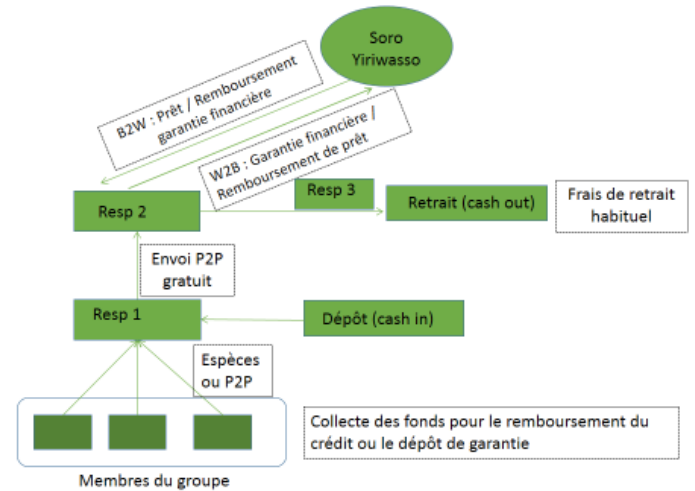 Soro
Yiriwasso
B2W : Prêt / Remboursement
garantie financière
W2B : Garantie financière /
Remboursement de prêt
Resp 2
Resp 3
Retrait (cash out)
Frais de retrait
habituel
Envoi P2P
gratuit
Resp 1
Dépôt (cash in)
Espèces
ou P2P
Collecte des fonds pour le remboursement du
crédit ou le dépôt de garantie
Membres du groupe